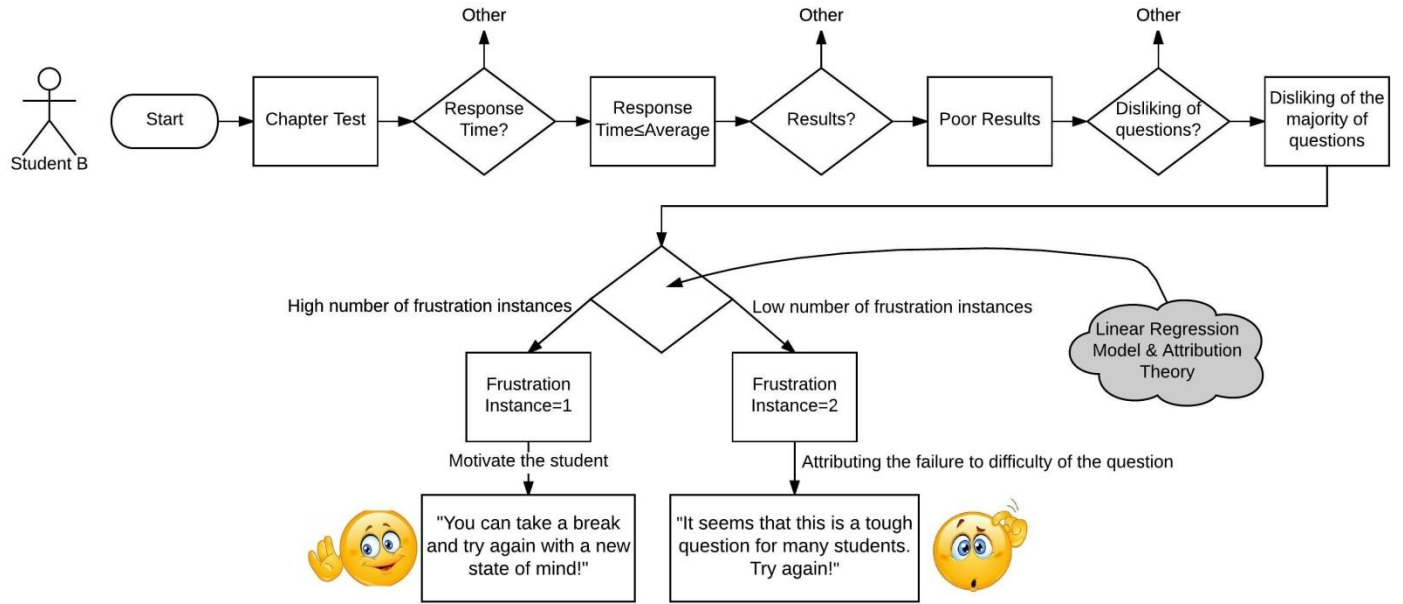 Other
Other
Other
Student B
Start
Chapter Test
Response
Time?
Response
Time≤Average
Results?
Poor Results
Disliking of
questions?
Disliking of the
majority of
questions
High number of frustration instances
Low number of frustration instances
Linear Regression
Model & Attribution
Theory
Frustration
Instance=1
Frustration
Instance=2
Motivate the student
Attributing the failure to difficulty of the question
"You can take a break
and try again with a new
state of mind!"
"It seems that this is a tough
question for many students.
Try again!"